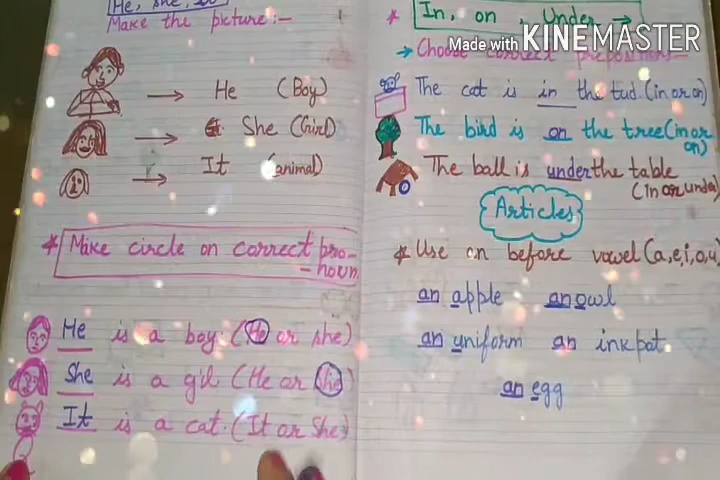 He, she, It
Make the picture :-
→ He (Boy)
→ She (Girl)
→ It (animal)
* Make circle on correct pro-
- noun
He is a boy. (He or she)
She is a gil (He or she)
It is a cat. (It or She)
* In, on, Under →
Made with KINEMASTER
→ Choose correct prepositions
The cat is in the tud (in or on)
The bird is on the tree (in or on)
The ball is under the table
(in or under)
Articles
* Use an before vowel (a,e,i,o,u)
an apple an owl
an uniform an inkpot
an egg